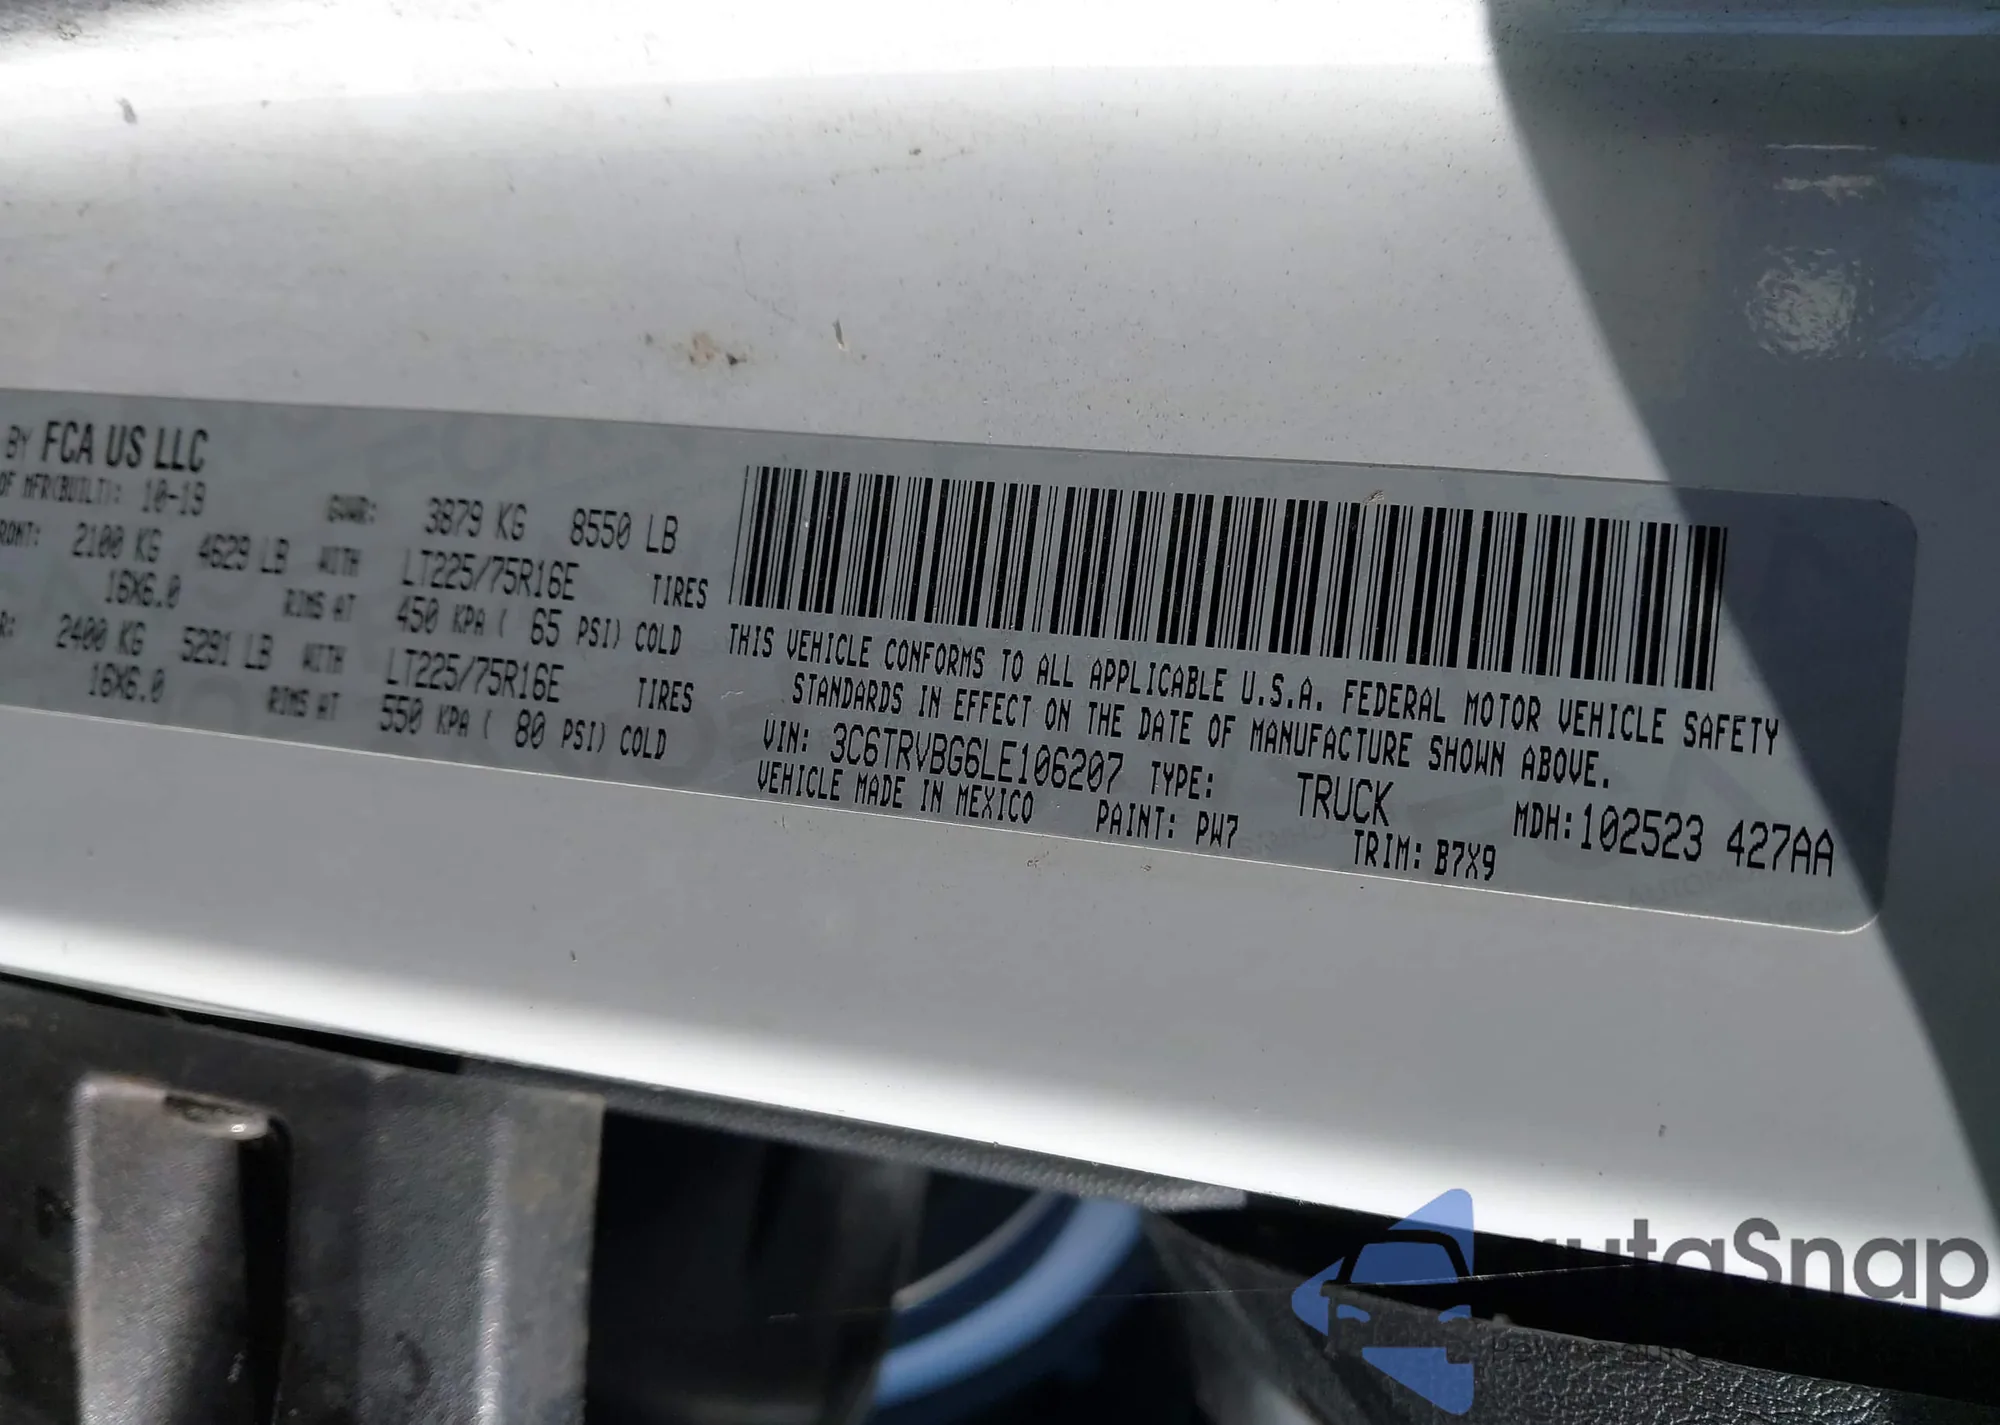 BY FCA US LLC
OF MFR(BUILT): 10-19
GVWR: 3879 KG 8550 LB
RONT: 2100 KG 4629 LB WITH LT225/75R16E TIRES
16X6.0 RIMS AT 450 KPA ( 65 PSI) COLD
R: 2400 KG 5291 LB WITH LT225/75R16E TIRES
16X6.0 RIMS AT 550 KPA ( 80 PSI) COLD
THIS VEHICLE CONFORMS TO ALL APPLICABLE U.S.A. FEDERAL MOTOR VEHICLE SAFETY
STANDARDS IN EFFECT ON THE DATE OF MANUFACTURE SHOWN ABOVE.
VIN: 3C6TRVBG6LE106207 TYPE: TRUCK MDH:102523 427AA
VEHICLE MADE IN MEXICO PAINT: PW7 TRIM: B7X9
autaSnap